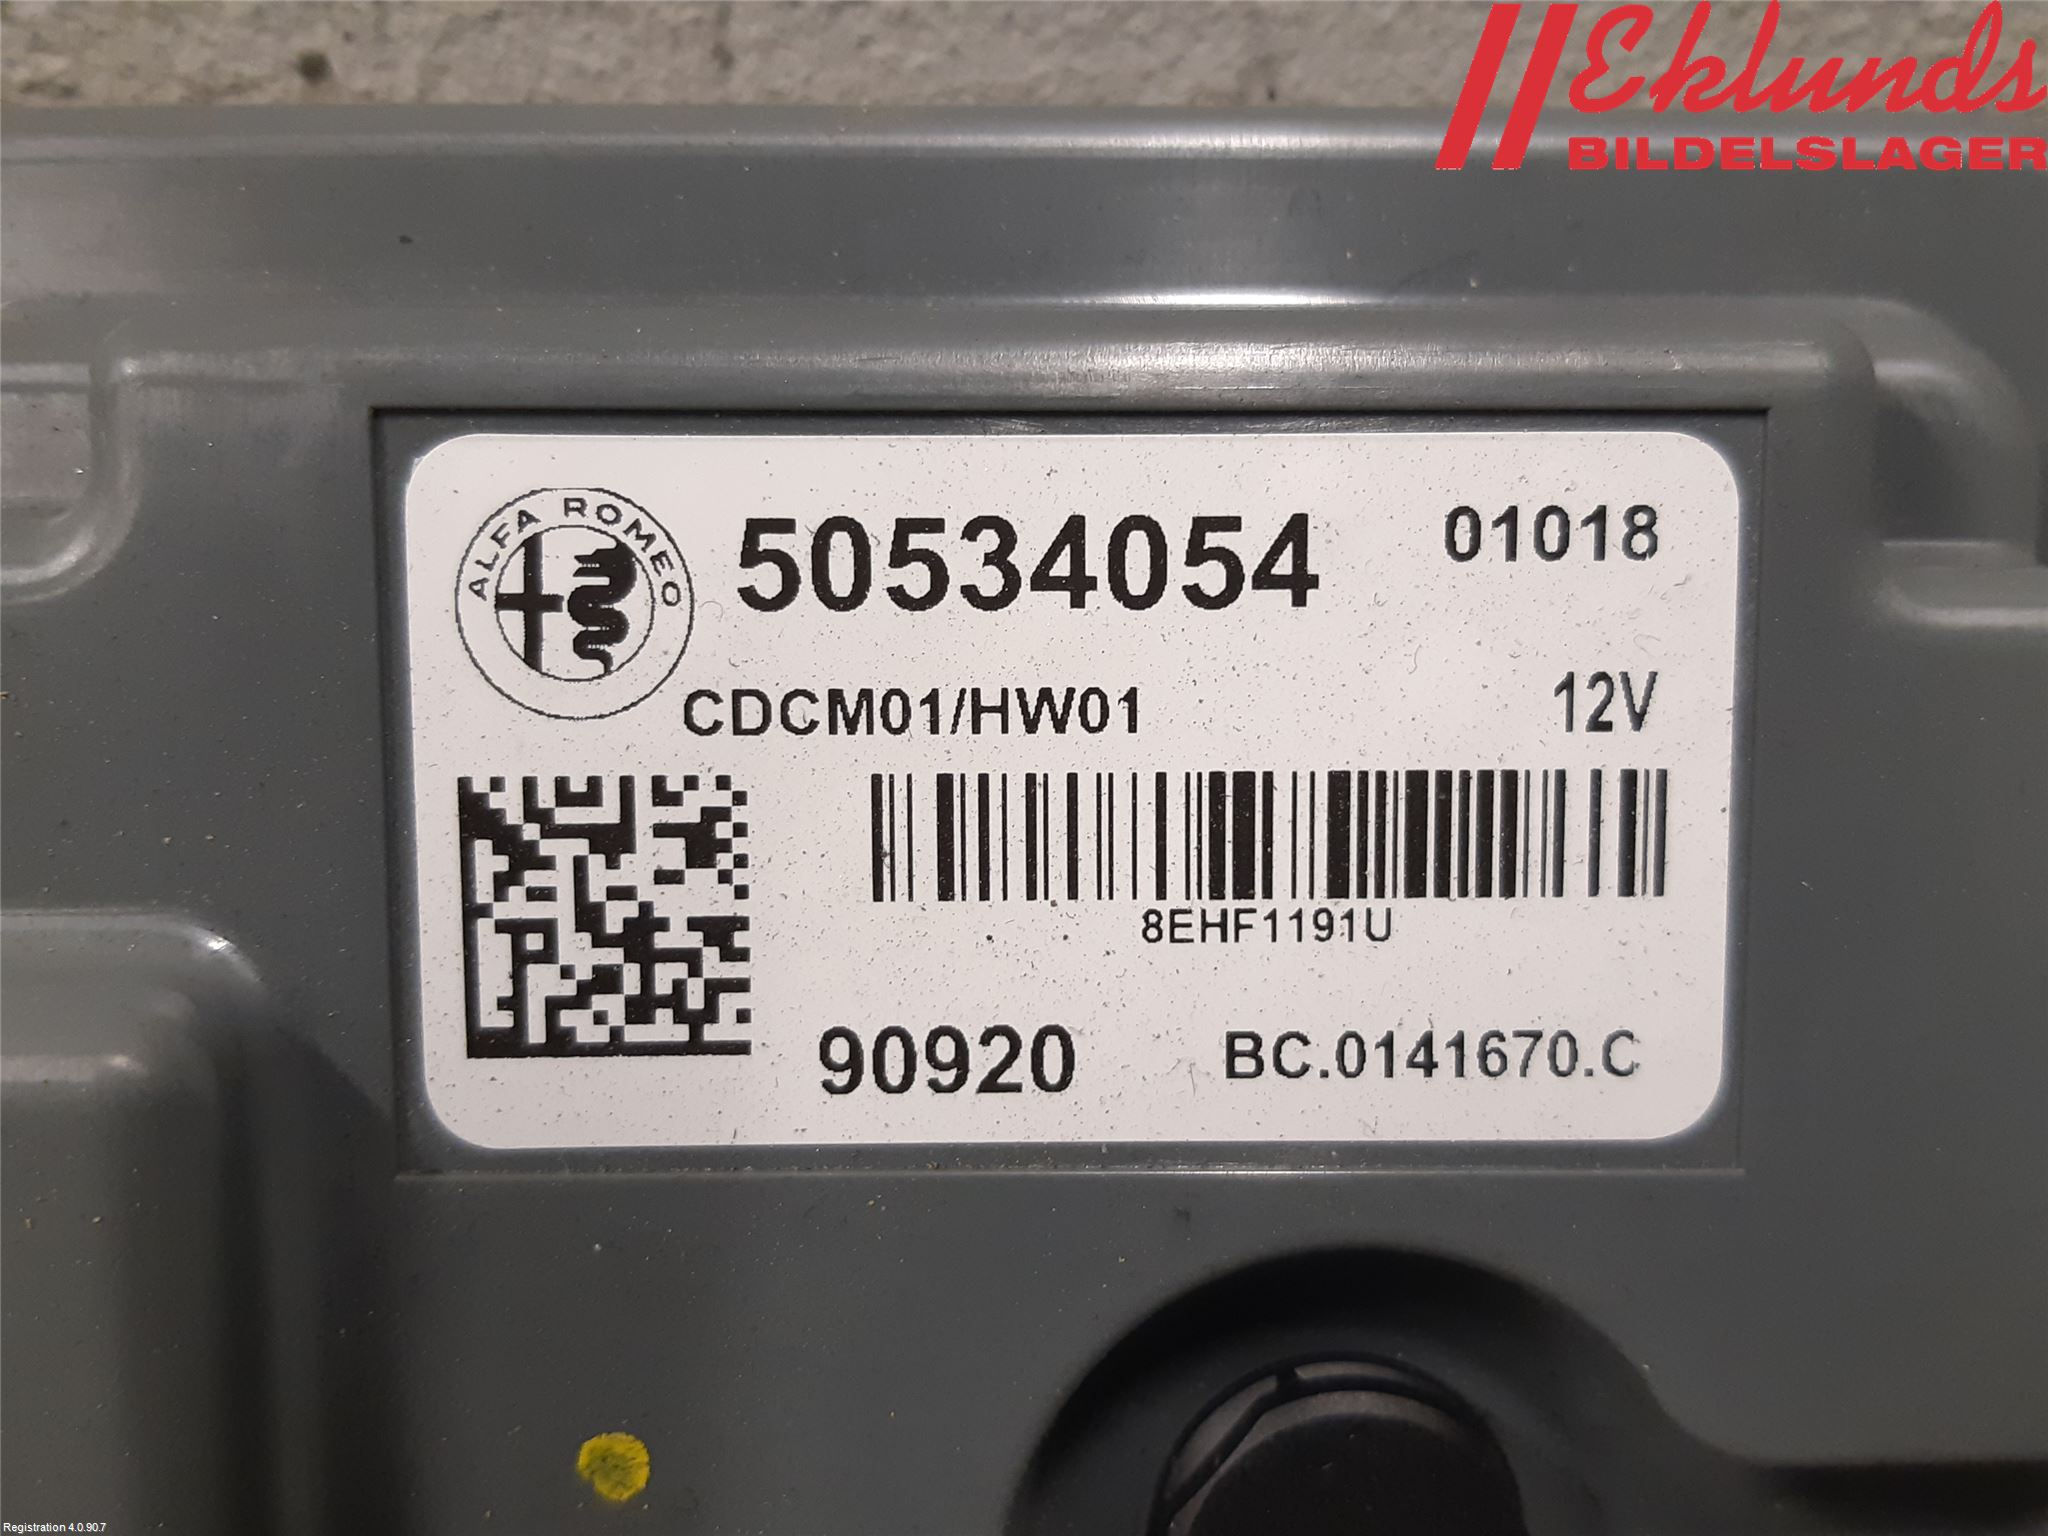 Eklunds
BILDELSLAGER
ALFA ROMEO
50534054
01018
CDCM01/HW01
12V
8EHF1191U
90920
BC.0141670.C
Registration 4.0.90.7